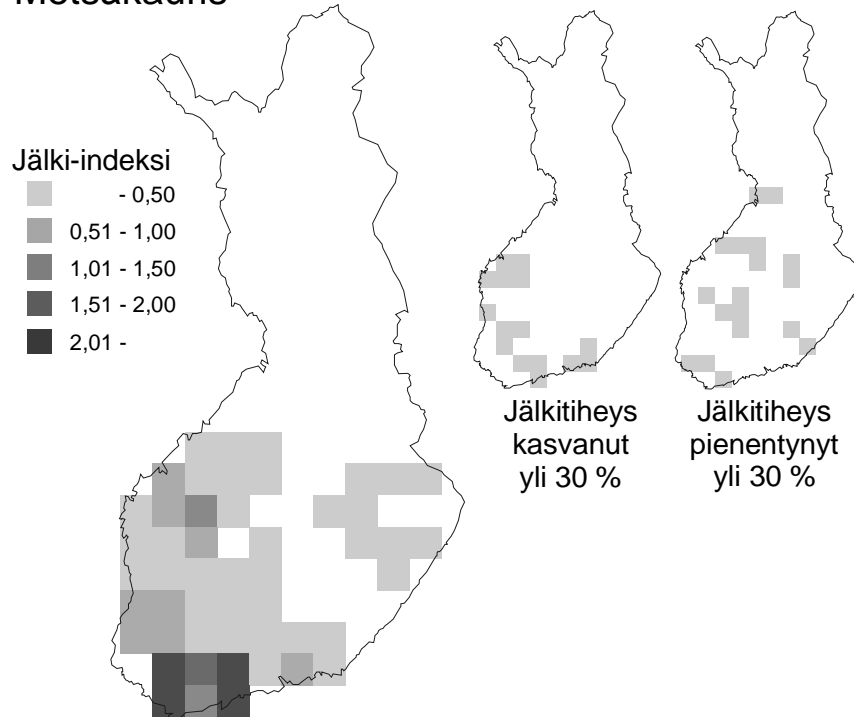 Metsäkauris
Jälki-indeksi
- 0,50
0,51 - 1,00
1,01 - 1,50
1,51 - 2,00
2,01 -
Jälkitiheys
kasvanut
yli 30 %
Jälkitiheys
pienentynyt
yli 30 %